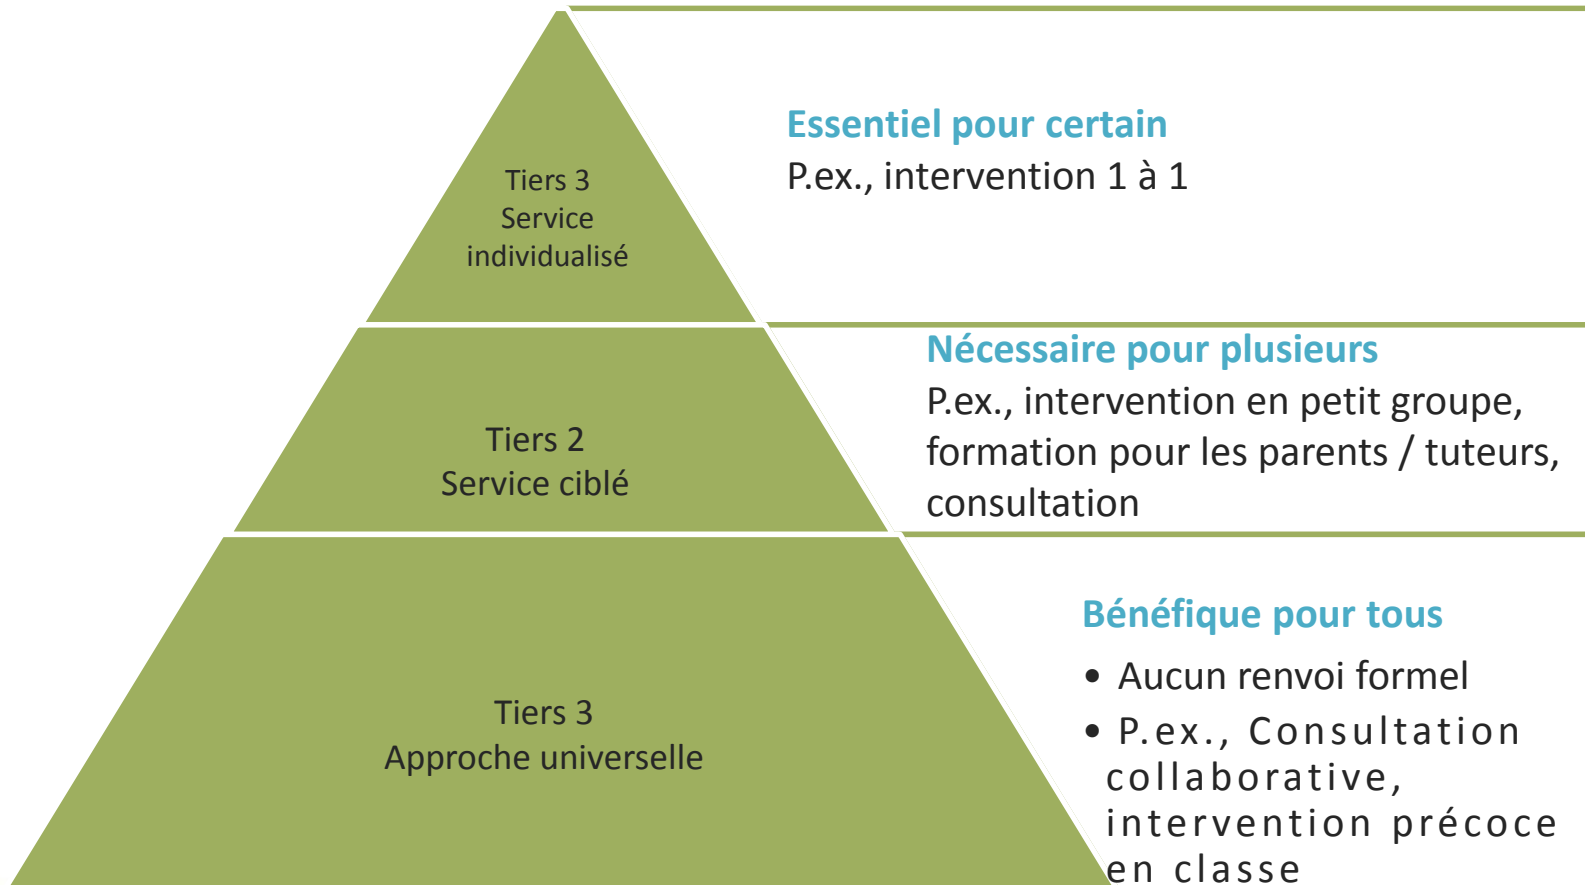 Essentiel pour certain
P.ex., intervention 1 à 1
Tiers 3
Service
individualisé
Nécessaire pour plusieurs
P.ex., intervention en petit groupe,
formation pour les parents / tuteurs,
consultation
Tiers 2
Service ciblé
Bénéfique pour tous
• Aucun renvoi formel
• P.ex., Consultation
collaborative,
intervention précoce
en classe
Tiers 3
Approche universelle